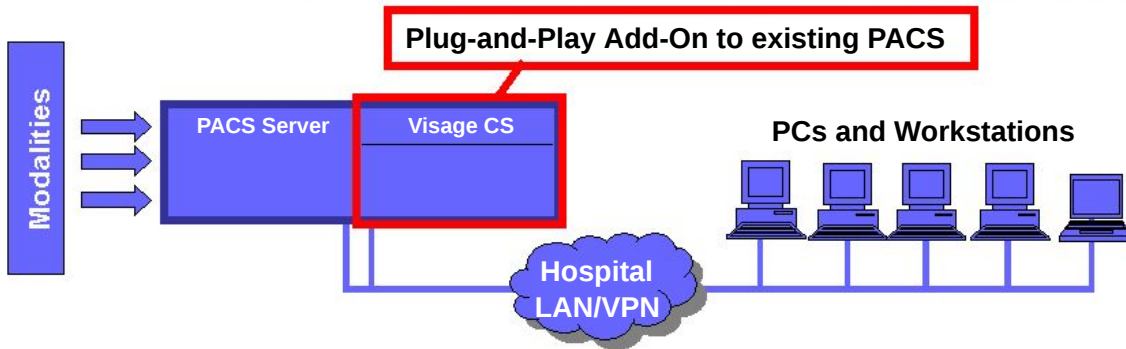 Plug-and-Play Add-On to existing PACS
Modalities
PACS Server
Visage CS
PCs and Workstations
Hospital
LAN/VPN